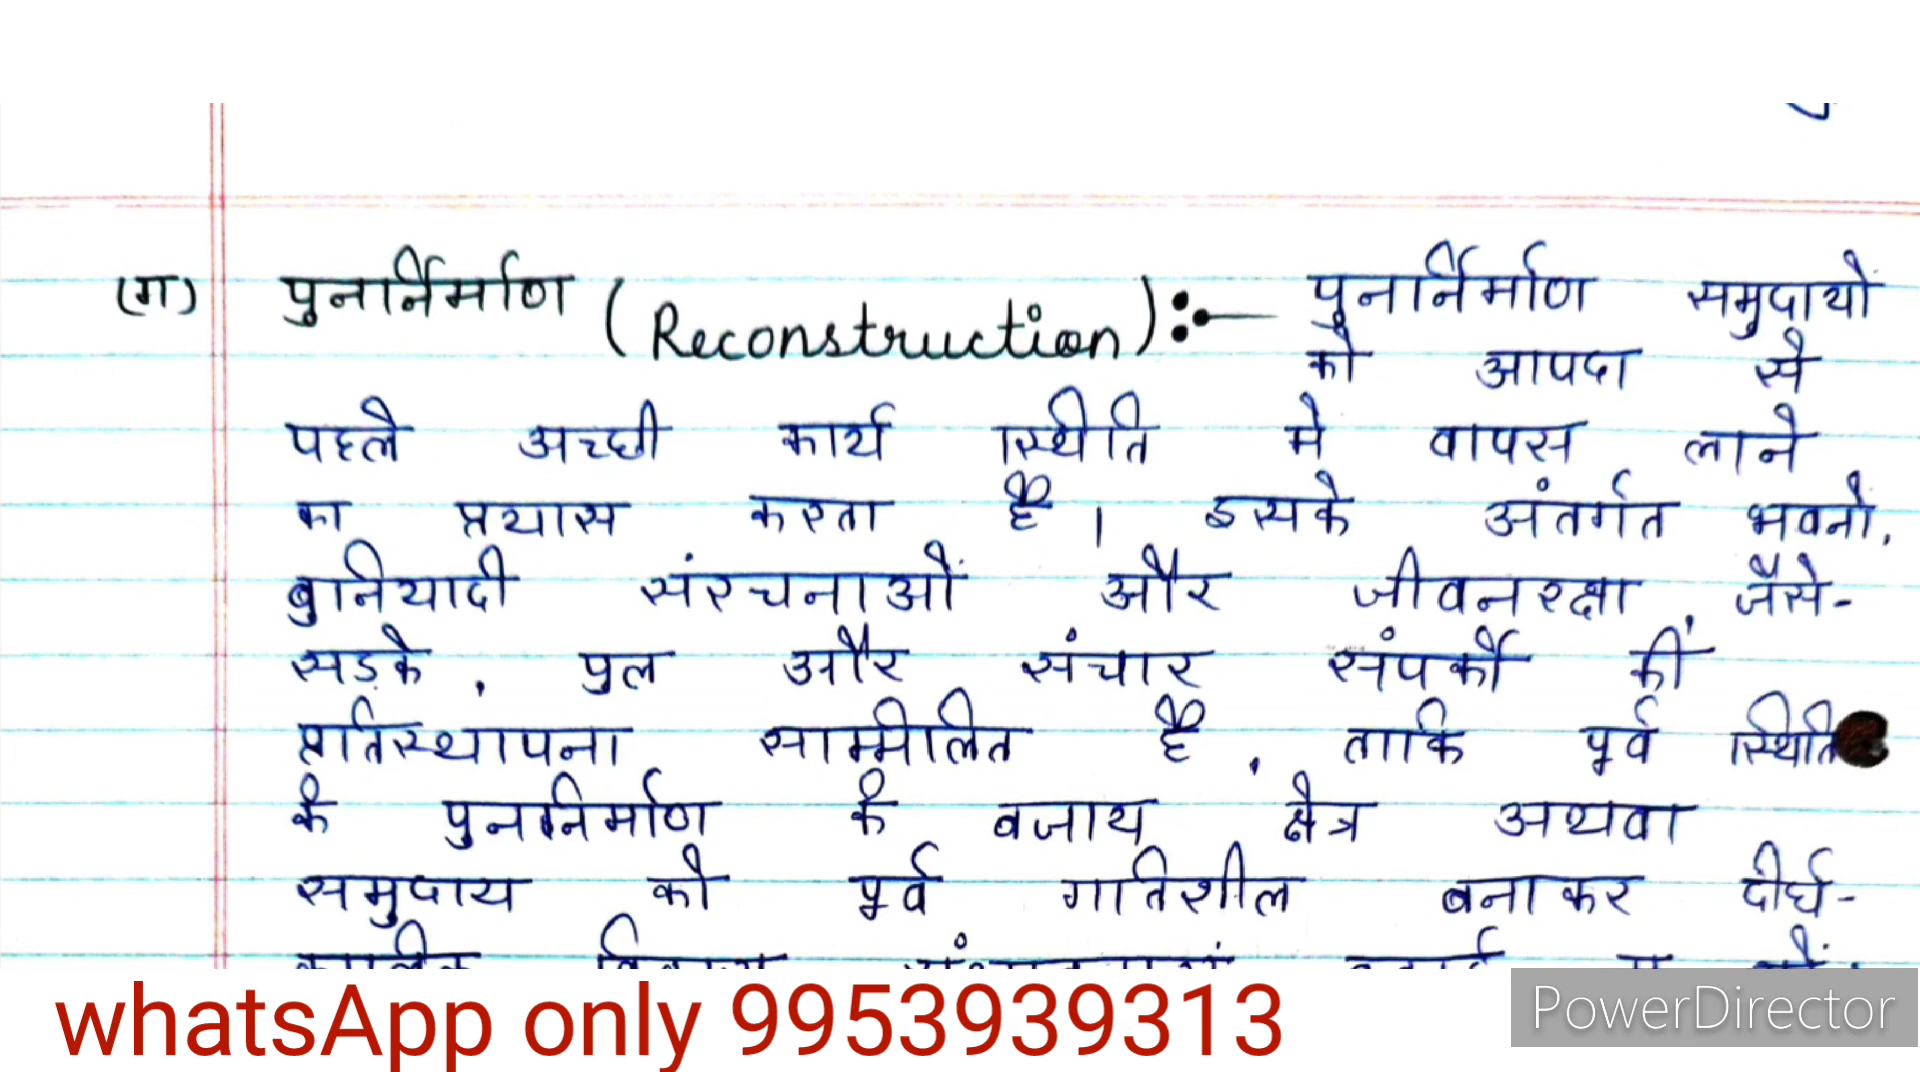 (ग) पुनर्निर्माण (Reconstruction):- पुनर्निर्माण समुदायों
को आपदा से
पहले अच्छी कार्य स्थिति मे वापस लाने
का प्रयास करता है। इसके अंतर्गत भवनों,
बुनियादी संरचनाओं और जीवनरक्षा, जैसे-
सड़के, पुल और संचार संपर्कों कीं
प्रतिस्थापना सम्मीलित है, ताकि पूर्व स्थिति
के पुनर्निर्माण के बजाय क्षेत्र अथवा
समुदाय को पूर्व गतिशील बनाकर दीर्घ-
whatsApp only 9953939313
PowerDirector